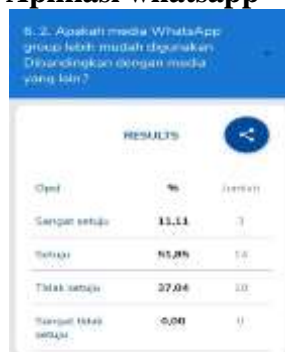 Aplikasi whatsapp
6. 2. Apakah media WhatsApp
group lebih mudah digunakan
Dibandingkan dengan media
yang lain?
RESULTS
Opsi % Jumlah
Sangat setuju 11,11 3
Setuju 51,85 14
Tidak setuju 37,04 10
Sangat tidak 0,00 0
setuju